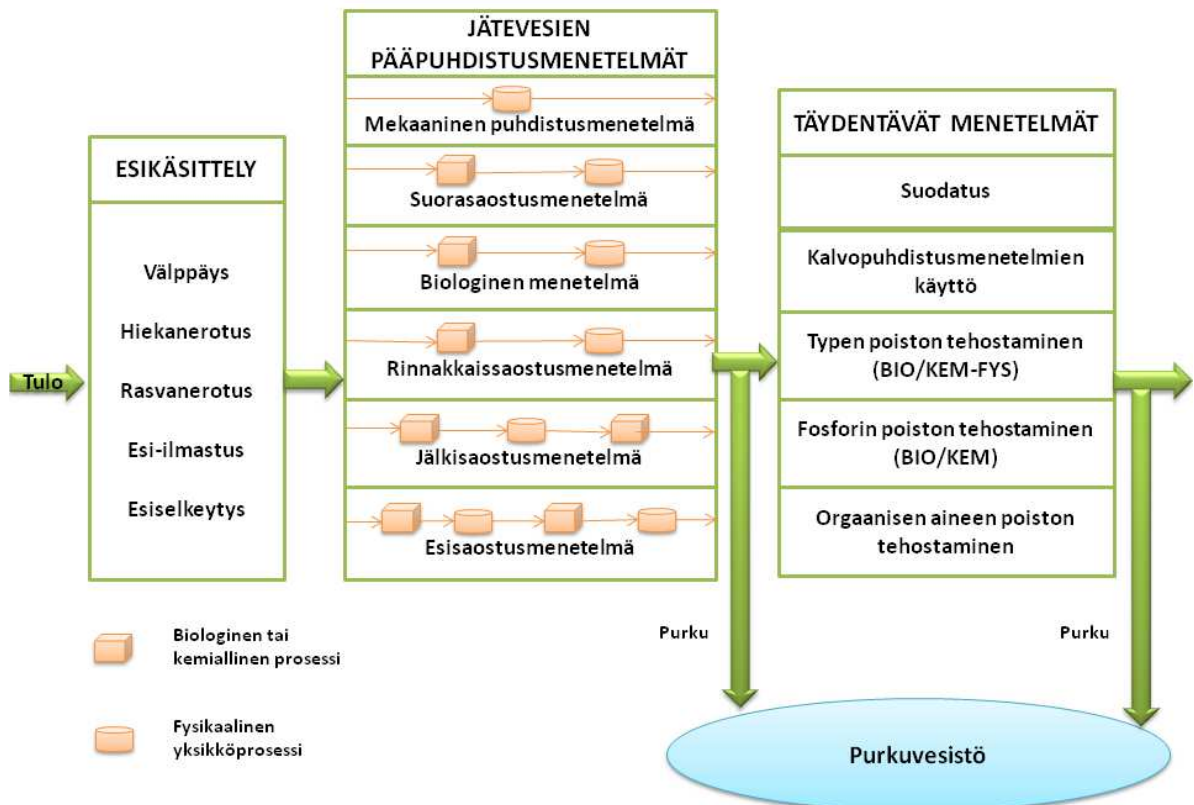 Tulo
ESIKÄSITTELY
Välppäys
Hiekanerotus
Rasvanerotus
Esi-ilmastus
Esiselkeytys
JÄTEVESIEN
PÄÄPUHDISTUSMENETELMÄT
Mekaaninen puhdistusmenetelmä
Suorasaostusmenetelmä
Biologinen menetelmä
Rinnakkaissaostusmenetelmä
Jälkisaostusmenetelmä
Esisaostusmenetelmä
TÄYDENTÄVÄT MENETELMÄT
Suodatus
Kalvopuhdistusmenetelmien
käyttö
Typen poiston tehostaminen
(BIO/KEM-FYS)
Fosforin poiston tehostaminen
(BIO/KEM)
Orgaanisen aineen poiston
tehostaminen
Biologinen tai
kemiallinen prosessi
Fysikaalinen
yksikköprosessi
Purku
Purku
Purkuvesistö